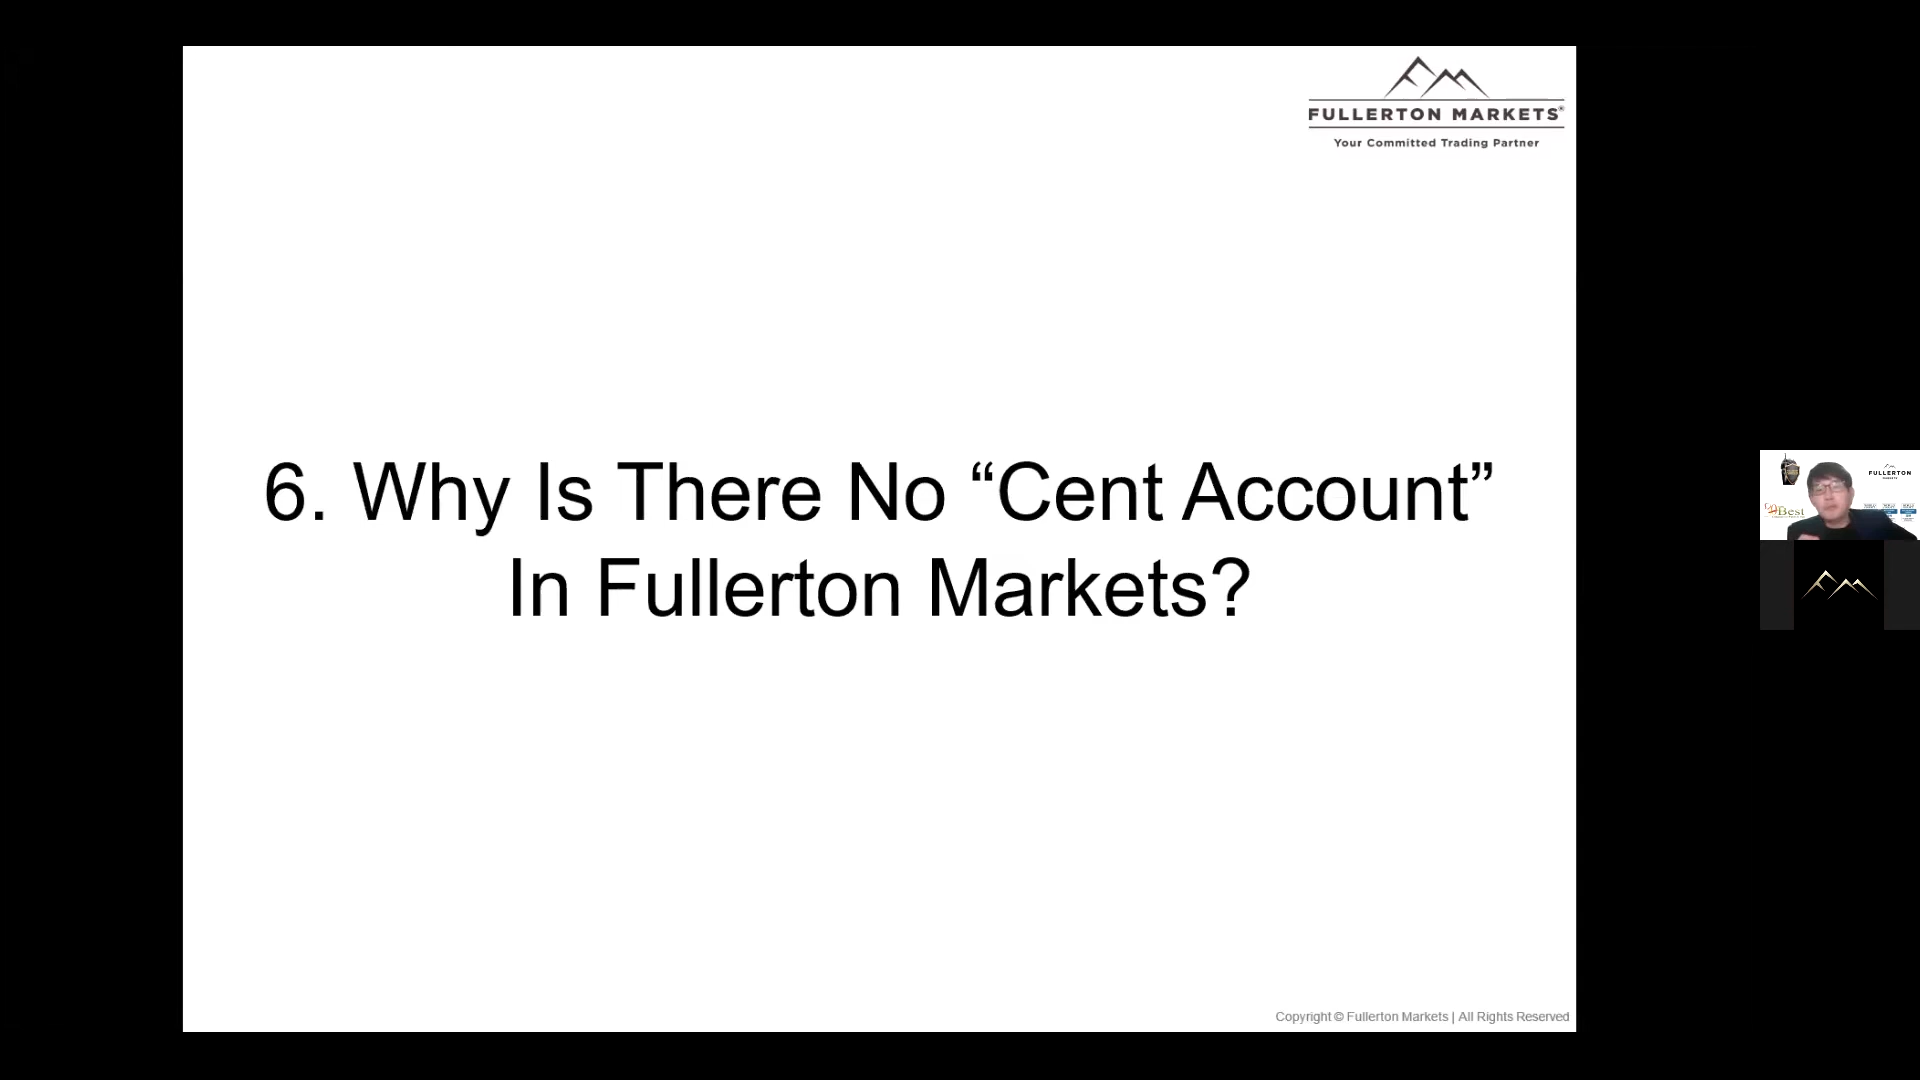 FULLERTON MARKETS®
Your Committed Trading Partner
6. Why Is There No “Cent Account”
In Fullerton Markets?
Copyright © Fullerton Markets | All Rights Reserved
FULLERTON
MARKETS
Best